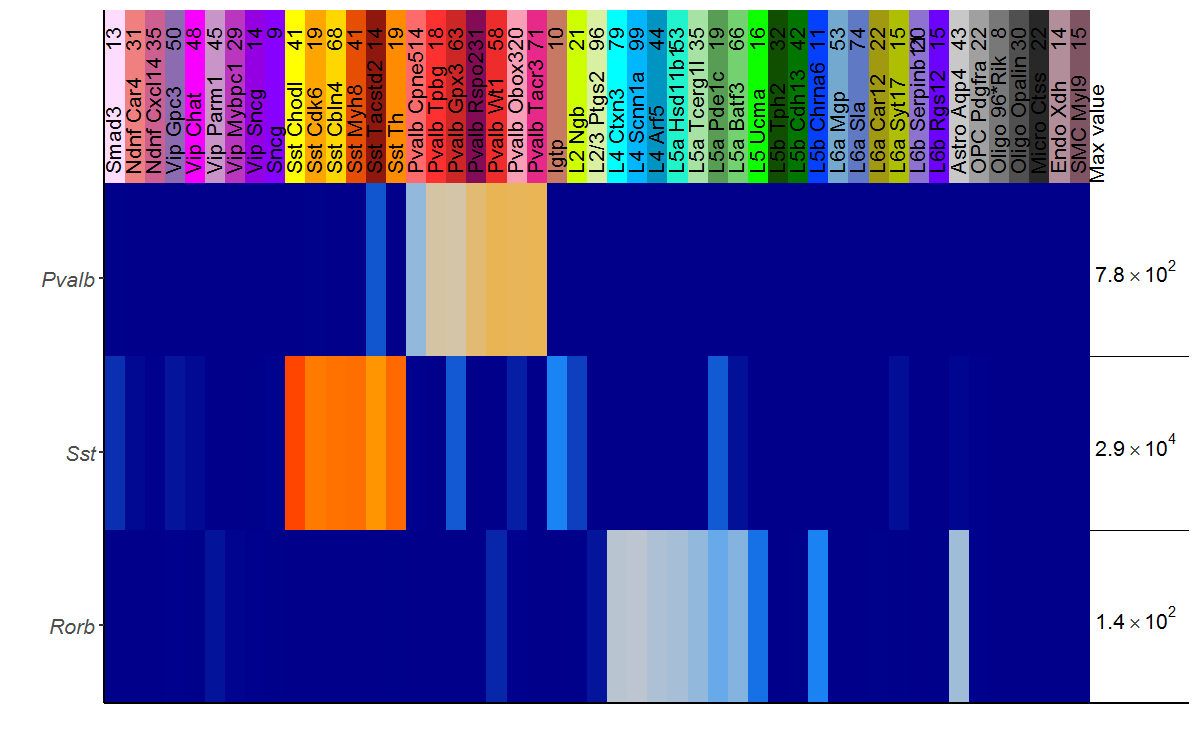 Smad3 13
Ndnf Car4 31
Ndnf Cxcl14 35
Vip Gpc3 50
Vip Chat 48
Vip Parm1 45
Vip Mybpc1 29
Vip Sncg 14
Sncg 9
Sst Chodl 41
Sst Cdk6 19
Sst Cbln4 68
Sst Myh8 41
Sst Tacstd2 4
Sst Th 19
Pvalb Cpne5 14
Pvalb Tpbg 18
Pvalb Gpx3 63
Pvalb Rspo2 31
Pvalb Wt1 58
Pvalb Obox3 20
Pvalb Tacr3 71
Igtp 10
L2 Ngb 21
L2/3 Ptgs2 96
L4 Ctxn3 79
L4 Scnn1a 99
L4 Arf5 44
L5a Hsd11b1 53
L5a Tcerg1l 35
L5a Pde1c 19
L5a Batf3 66
L5 Ucma 16
L5b Tph2 32
L5b Cdh13 42
L5b Chrna6 11
L6a Mgp 53
L6a Sla 74
L6a Car12 22
L6a Syt17 15
L6b Serpinb11
L6b Rgs12 15
Astro Aqp4 43
OPC Pdgfra 22
Oligo 96*Rik 8
Oligo Opalin 30
Micro Ctss 22
Endo Xdh 14
SMC Myl9 15
Max value
Pvalb
7.8 × 10²
Sst
2.9 × 10⁴
Rorb
1.4 × 10²